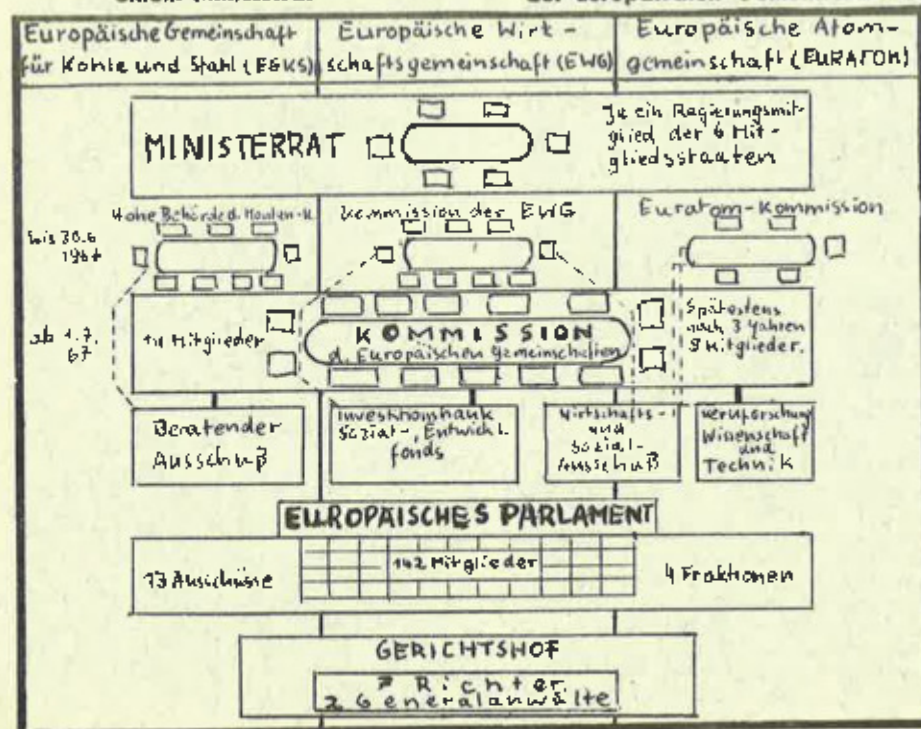 Europäische Gemeinschaft
für Kohle und Stahl (EGKS)
Europäische Wirt-
schaftsgemeinschaft (EWG)
Europäische Atom-
gemeinschaft (EURATOM)
MINISTERRAT
Je ein Regierungsmit-
glied der 6 Mit-
gliedsstaaten
Hohe Behörde d. Montan-U.
Kommission der EWG
Euratom-Kommission
bis 30.6
ab 1.7.
67
14 Mitglieder
KOMMISSION
d. Europäischen Gemeinschaften
Spätestens
nach 3 Jahren
9 Mitglieder.
Beratender
Ausschuß
Investitionsbank
Sozial-, Entwickl.
fonds
Wirtschafts-
und
Sozial-
Ausschuß
Kernforschung
Wissenschaft
und
Technik
EUROPÄISCHES PARLAMENT
13 Ausschüsse
142 Mitglieder
4 Fraktionen
GERICHTSHOF
7 Richter
2 Generalanwälte